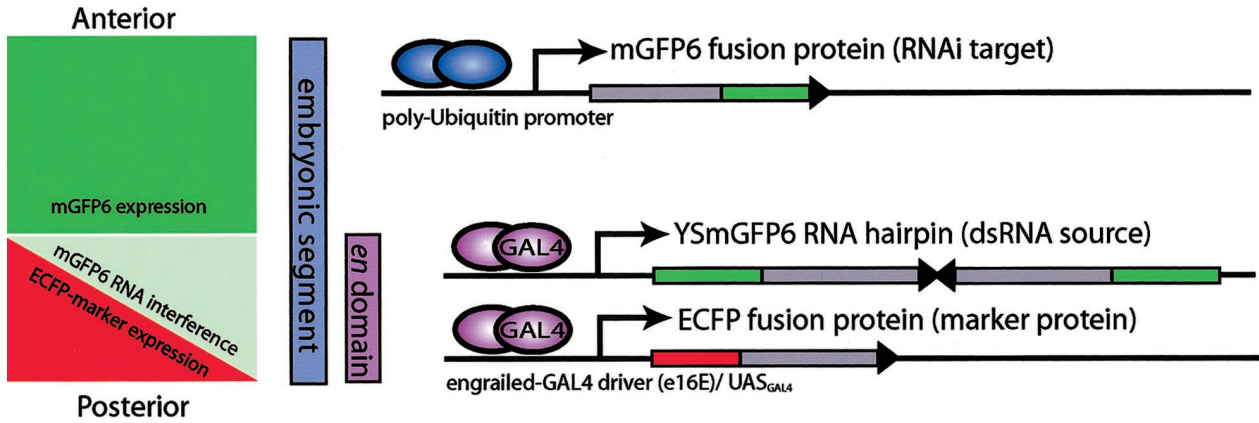 Anterior
mGFP6 expression
mGFP6 RNA interference
ECFP-marker expression
Posterior
embryonic segment
en domain
mGFP6 fusion protein (RNAi target)
poly-Ubiquitin promoter
GAL4
YSmGFP6 RNA hairpin (dsRNA source)
GAL4
ECFP fusion protein (marker protein)
engrailed-GAL4 driver (e16E)/ UASGAL4